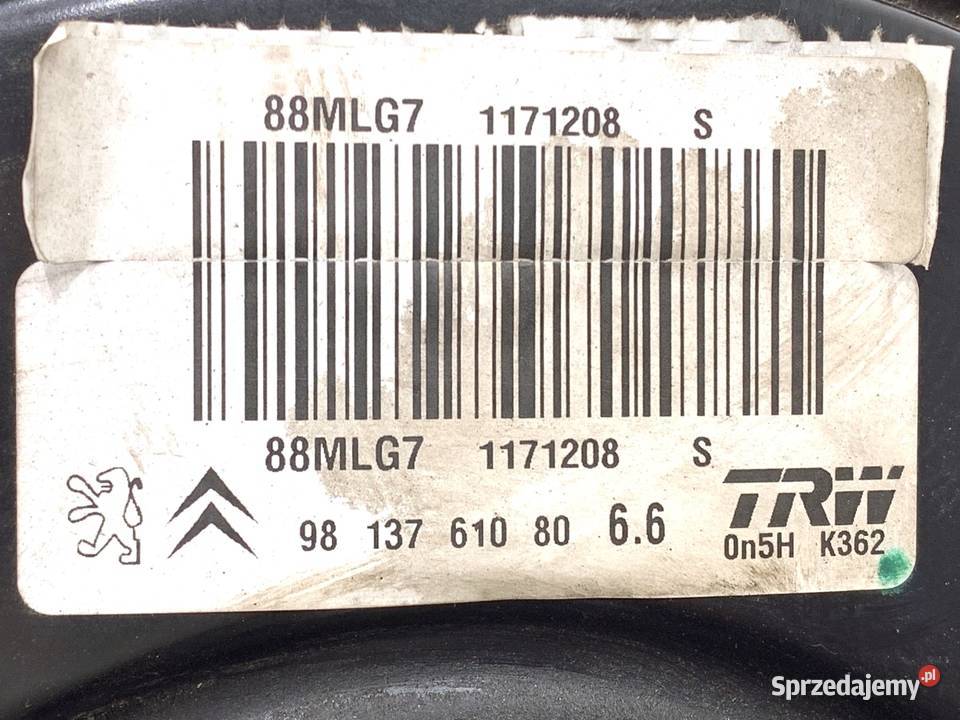 88MLG7 1171208 S
88MLG7 1171208 S
TRW
98 137 610 80 6.6
0n5H K362
Sprzedajemy.pl